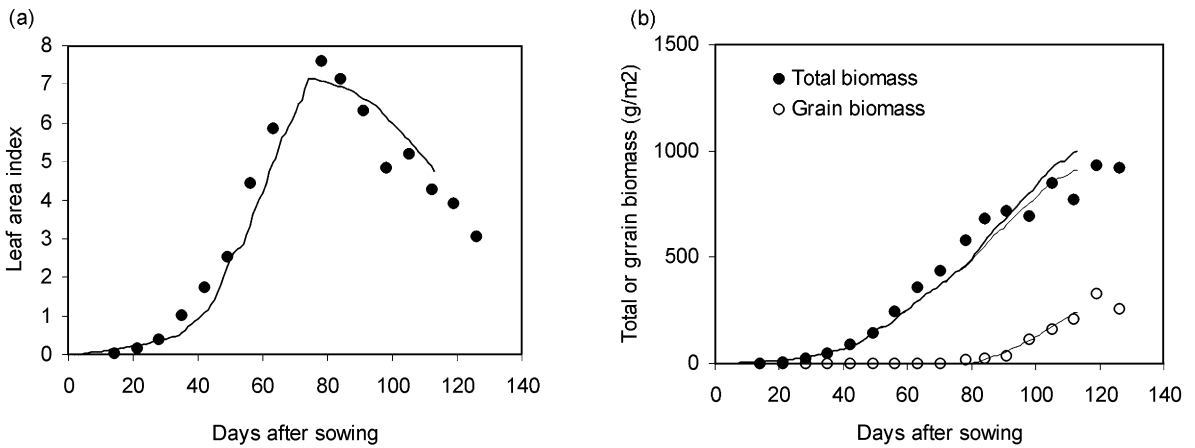 (a)
8
7
6
5
4
3
2
1
0
Leaf area index
0 20 40 60 80 100 120 140
Days after sowing
(b)
1500
1000
500
0
Total or grrain biomass (g/m2)
Total biomass
Grain biomass
0 20 40 60 80 100 120 140
Days after sowing